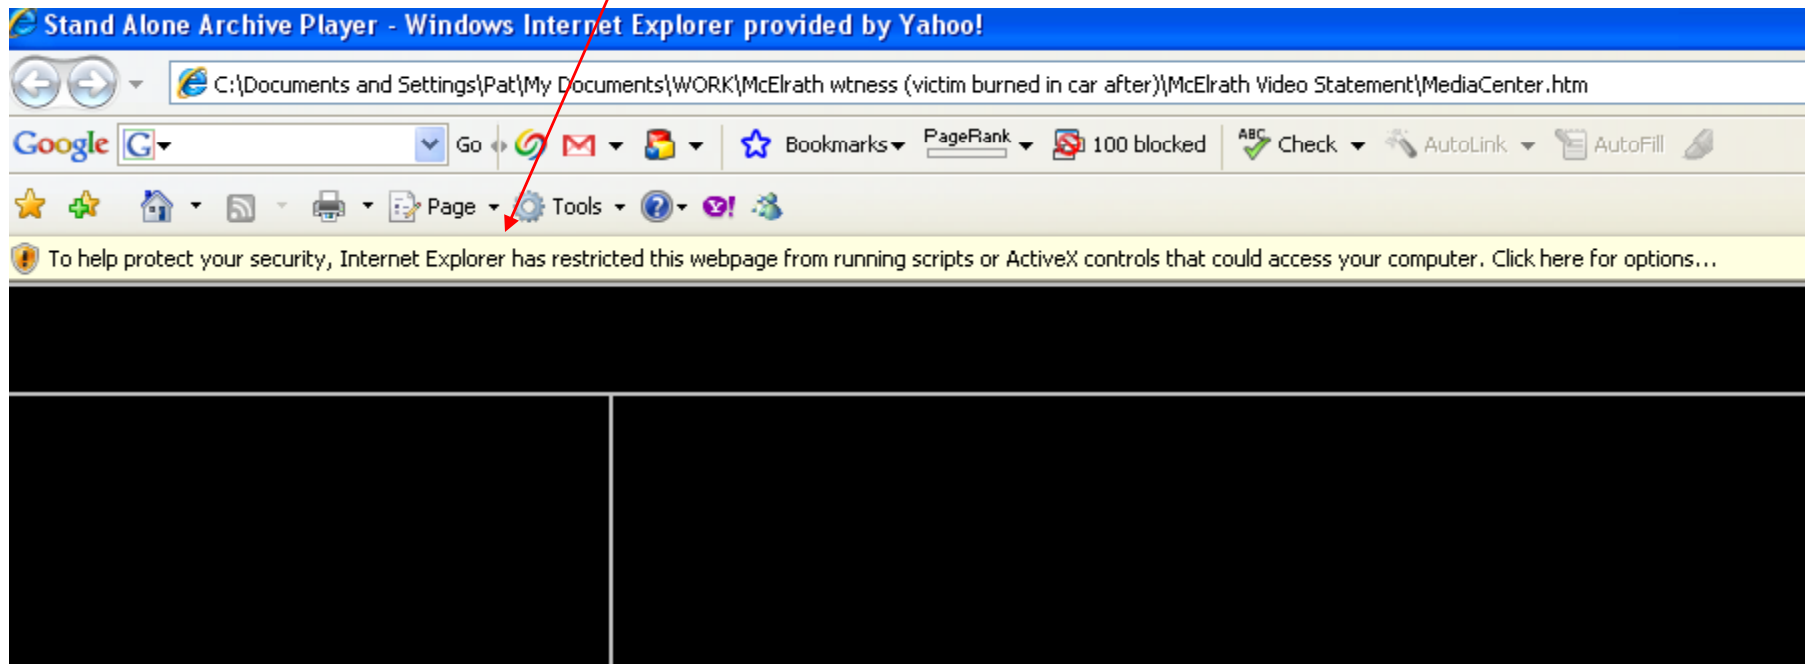 Stand Alone Archive Player - Windows Internet Explorer provided by Yahoo!
C:\Documents and Settings\Pat\My Documents\WORK\McElrath wtness (victim burned in car after)\McElrath Video Statement\MediaCenter.htm
Google G Go Bookmarks PageRank 100 blocked ABC Check AutoLink AutoFill
Page Tools ? Y!
To help protect your security, Internet Explorer has restricted this webpage from running scripts or ActiveX controls that could access your computer. Click here for options...